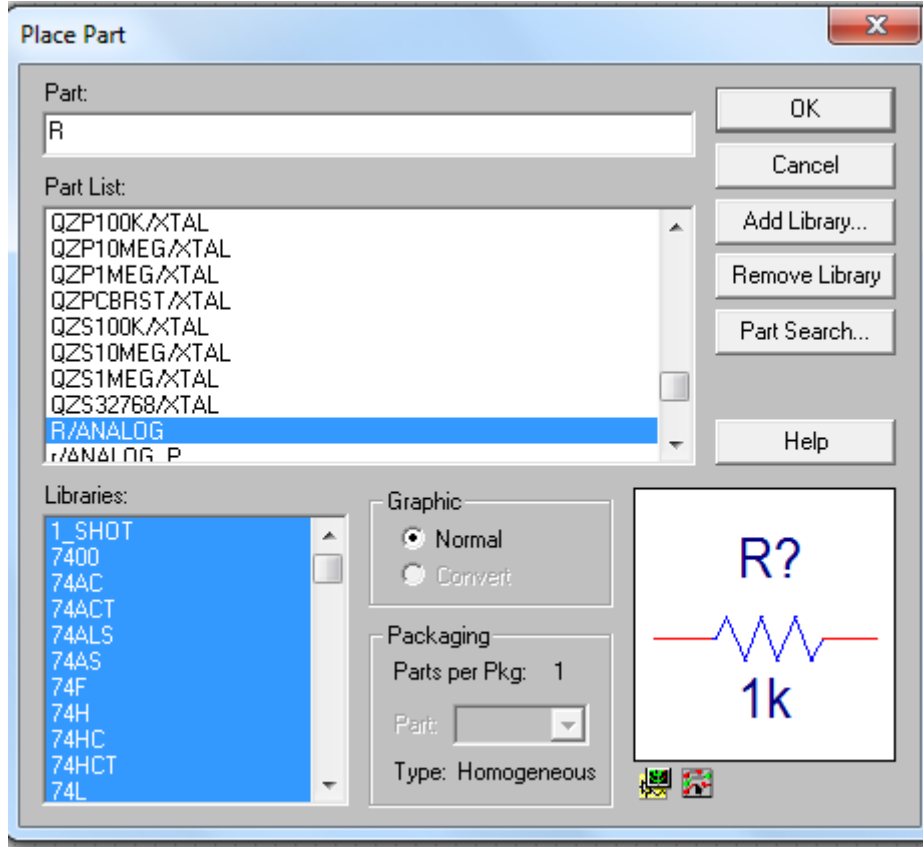 Place Part
Part:
R
Part List:
QZP100K/XTAL
QZP10MEG/XTAL
QZP1MEG/XTAL
QZPCBRST/XTAL
QZS100K/XTAL
QZS10MEG/XTAL
QZS1MEG/XTAL
QZS32768/XTAL
R/ANALOG
r/ANALOG_P
OK
Cancel
Add Library...
Remove Library
Part Search...
Help
Libraries:
1_SHOT
7400
74AC
74ACT
74ALS
74AS
74F
74H
74HC
74HCT
74L
Graphic
Normal
Convert
Packaging
Parts per Pkg: 1
Part:
Type: Homogeneous
R?
1k